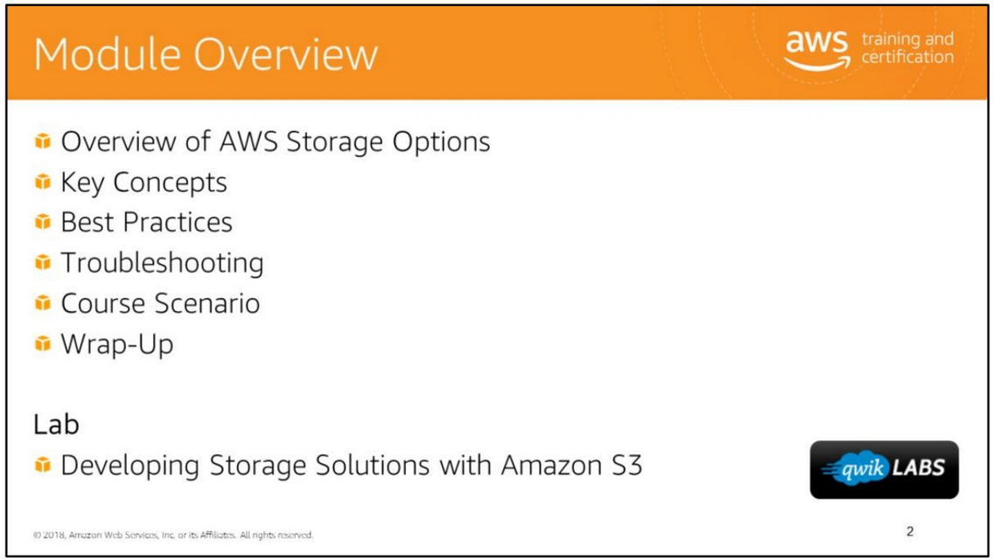 Module Overview
aws training and
certification
Overview of AWS Storage Options
Key Concepts
Best Practices
Troubleshooting
Course Scenario
Wrap-Up
Lab
Developing Storage Solutions with Amazon S3
qwik LABS
© 2018, Amazon Web Services, Inc. or its Affiliates. All rights reserved.
2